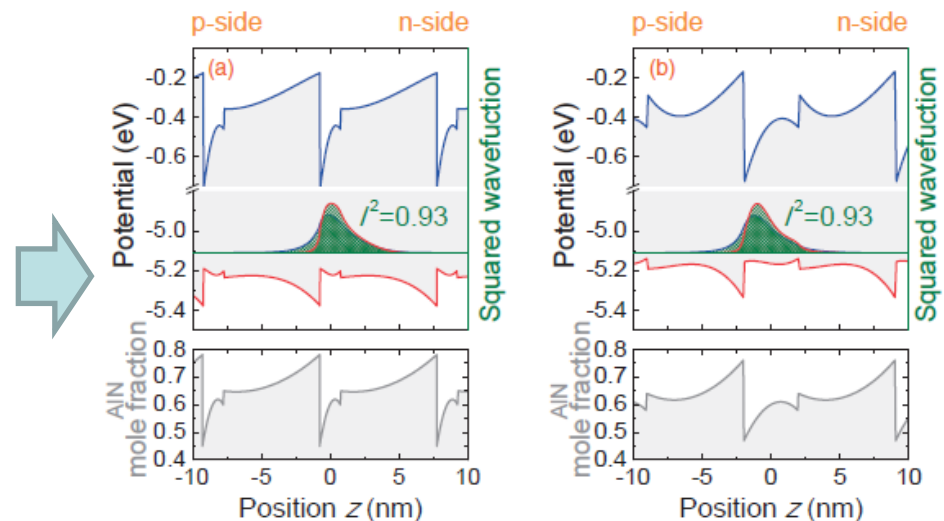 p-side n-side
(a)
Potential (eV)
-0.2
-0.4
-0.6
-5.0
-5.2
-5.4
I²=0.93
Squared wavefuction
AlN
mole fraction
0.8
0.7
0.6
0.5
0.4
-10 -5 0 5 10
Position z (nm)
p-side n-side
(b)
Potential (eV)
-0.2
-0.4
-0.6
-5.0
-5.2
-5.4
I²=0.93
Squared wavefuction
AlN
mole fraction
0.8
0.7
0.6
0.5
0.4
-10 -5 0 5 10
Position z (nm)